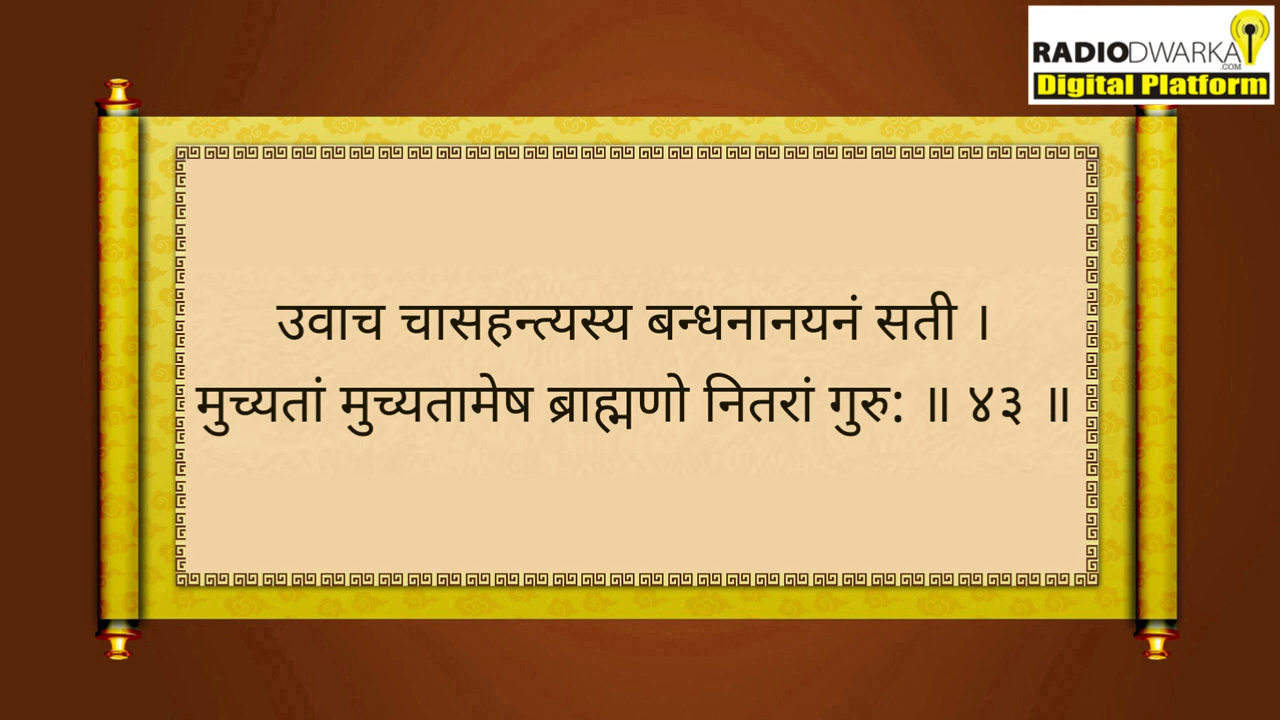 RADIODWARKA
.COM
Digital Platform
उवाच चासहन्त्यस्य बन्धनानयनं सती ।
मुच्यतां मुच्यतामेष ब्राह्मणो नितरां गुरु: ॥ ४३ ॥